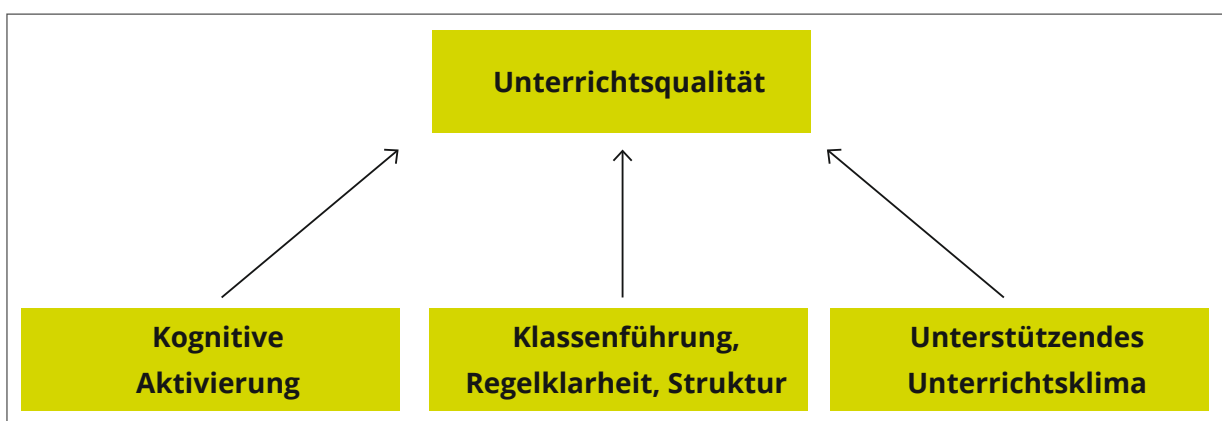 Unterrichtsqualität
Kognitive
Aktivierung
Klassenführung,
Regelklarheit, Struktur
Unterstützendes
Unterrichtsklima